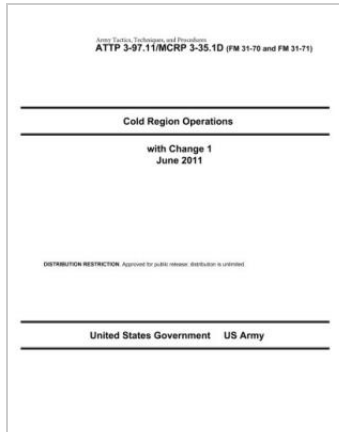 Army Tactics, Techniques, and Procedures
ATTP 3-97.11/MCRP 3-35.1D (FM 31-70 and FM 31-71)
Cold Region Operations
with Change 1
June 2011
DISTRIBUTION RESTRICTION. Approved for public release; distribution is unlimited.
United States Government US Army